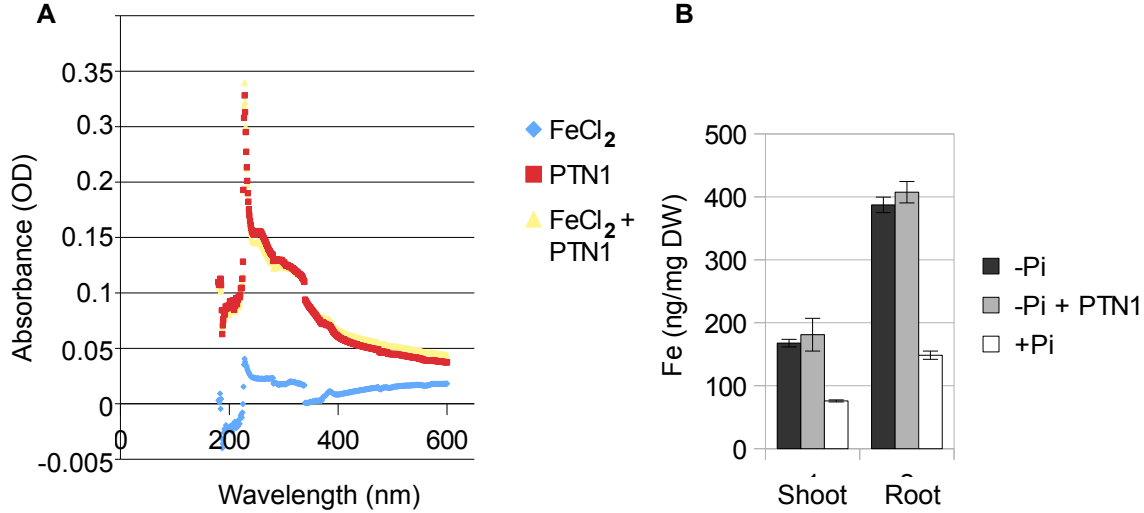 A
0.35
0.3
0.2
0.15
0.1
0.05
0
-0.005
0
200
400
600
Absorbance (OD)
Wavelength (nm)
FeCl2
PTN1
FeCl2 +
PTN1
B
500
400
300
200
100
0
Fe (ng/mg DW)
Shoot
Root
-Pi
-Pi + PTN1
+Pi